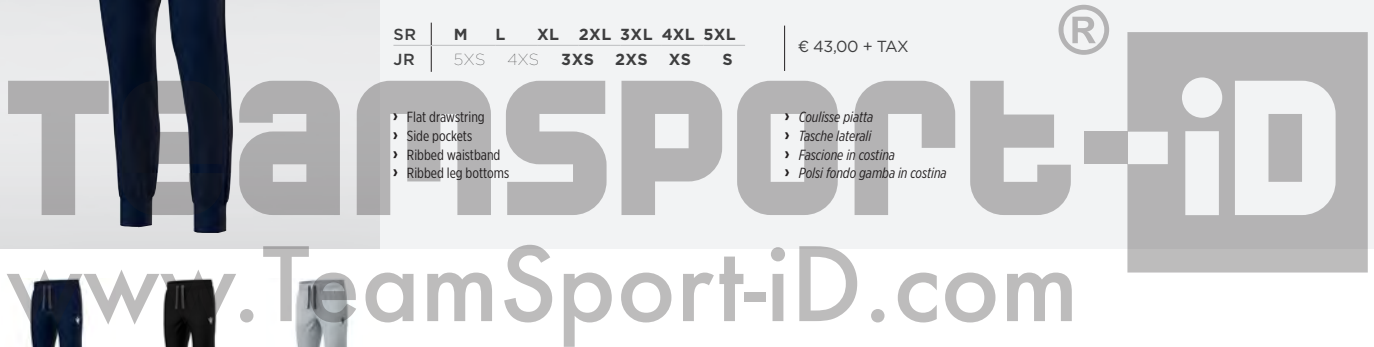 SR M L XL 2XL 3XL 4XL 5XL
JR 5XS 4XS 3XS 2XS XS S
€ 43,00 + TAX
› Flat drawstring
› Side pockets
› Ribbed waistband
› Ribbed leg bottoms
› Coulisse piatta
› Tasche laterali
› Fascione in costina
› Polsi fondo gamba in costina
TeamSPORt-iD®
www.TeamSport-iD.com